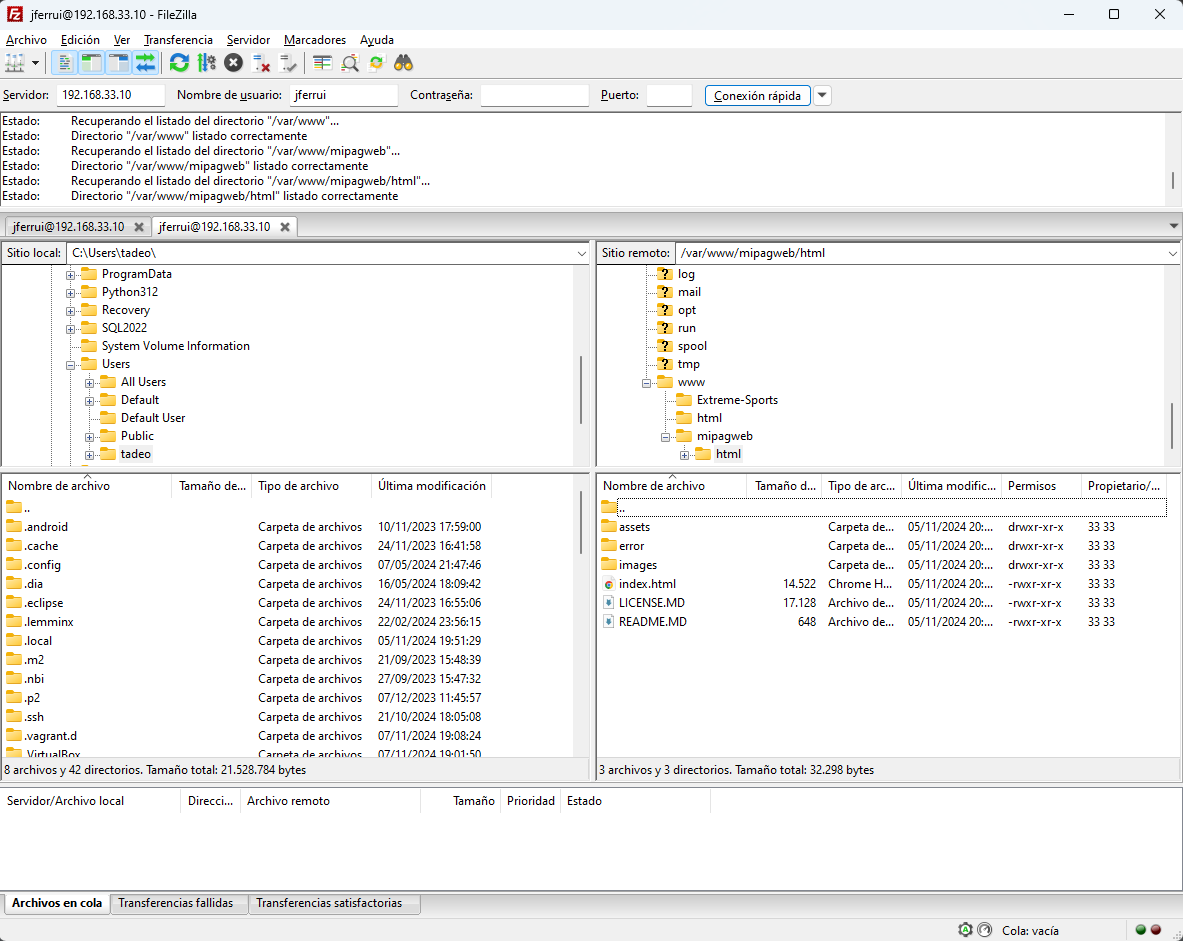 jferrui@192.168.33.10 - FileZilla
Archivo Edición Ver Transferencia Servidor Marcadores Ayuda
Servidor: 192.168.33.10 Nombre de usuario: jferrui Contraseña: Puerto: Conexión rápida
Estado: Recuperando el listado del directorio "/var/www"...
Estado: Directorio "/var/www" listado correctamente
Estado: Recuperando el listado del directorio "/var/www/mipagweb"...
Estado: Directorio "/var/www/mipagweb" listado correctamente
Estado: Recuperando el listado del directorio "/var/www/mipagweb/html"...
Estado: Directorio "/var/www/mipagweb/html" listado correctamente
jferrui@192.168.33.10 jferrui@192.168.33.10
Sitio local: C:\Users\tadeo\
ProgramData
Python312
Recovery
SQL2022
System Volume Information
Users
All Users
Default
Default User
Public
tadeo
Nombre de archivo Tamaño de... Tipo de archivo Última modificación
..
.android Carpeta de archivos 10/11/2023 17:59:00
.cache Carpeta de archivos 24/11/2023 16:41:58
.config Carpeta de archivos 07/05/2024 21:47:46
.dia Carpeta de archivos 16/05/2024 18:09:42
.eclipse Carpeta de archivos 24/11/2023 16:55:06
.lemminx Carpeta de archivos 22/02/2024 23:56:15
.local Carpeta de archivos 05/11/2024 19:51:29
.m2 Carpeta de archivos 21/09/2023 15:48:39
.nbi Carpeta de archivos 27/09/2023 15:47:32
.p2 Carpeta de archivos 07/12/2023 11:45:57
.ssh Carpeta de archivos 21/10/2024 18:05:08
.vagrant.d Carpeta de archivos 07/11/2024 19:08:24
.VirtualBox Carpeta de archivos 07/11/2024 19:01:50
8 archivos y 42 directorios. Tamaño total: 21.528.784 bytes
Sitio remoto: /var/www/mipagweb/html
log
mail
opt
run
spool
tmp
www
Extreme-Sports
html
mipagweb
html
Nombre de archivo Tamaño d... Tipo de arc... Última modific... Permisos Propietario/...
..
assets Carpeta de... 05/11/2024 20:... drwxr-xr-x 33 33
error Carpeta de... 05/11/2024 20:... drwxr-xr-x 33 33
images Carpeta de... 05/11/2024 20:... drwxr-xr-x 33 33
index.html 14.522 Chrome H... 05/11/2024 20:... -rwxr-xr-x 33 33
LICENSE.MD 17.128 Archivo de... 05/11/2024 20:... -rwxr-xr-x 33 33
README.MD 648 Archivo de... 05/11/2024 20:... -rwxr-xr-x 33 33
3 archivos y 3 directorios. Tamaño total: 32.298 bytes
Servidor/Archivo local Direcci... Archivo remoto Tamaño Prioridad Estado
Archivos en cola Transferencias fallidas Transferencias satisfactorias
Cola: vacía